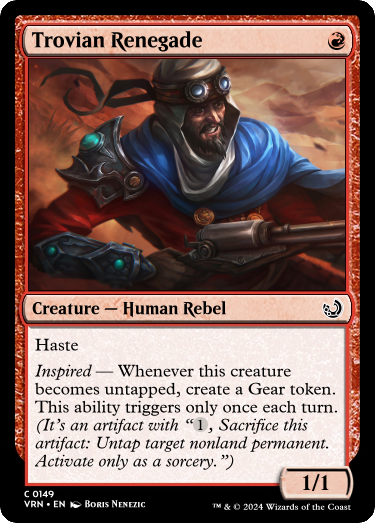 Trovian Renegade
Creature — Human Rebel
Haste
Inspired — Whenever this creature
becomes untapped, create a Gear token.
This ability triggers only once each turn.
(It's an artifact with “1, Sacrifice this
artifact: Untap target nonland permanent.
Activate only as a sorcery.”)
1/1
C 0149
VRN • EN Boris Nenezic
™ & © 2024 Wizards of the Coast